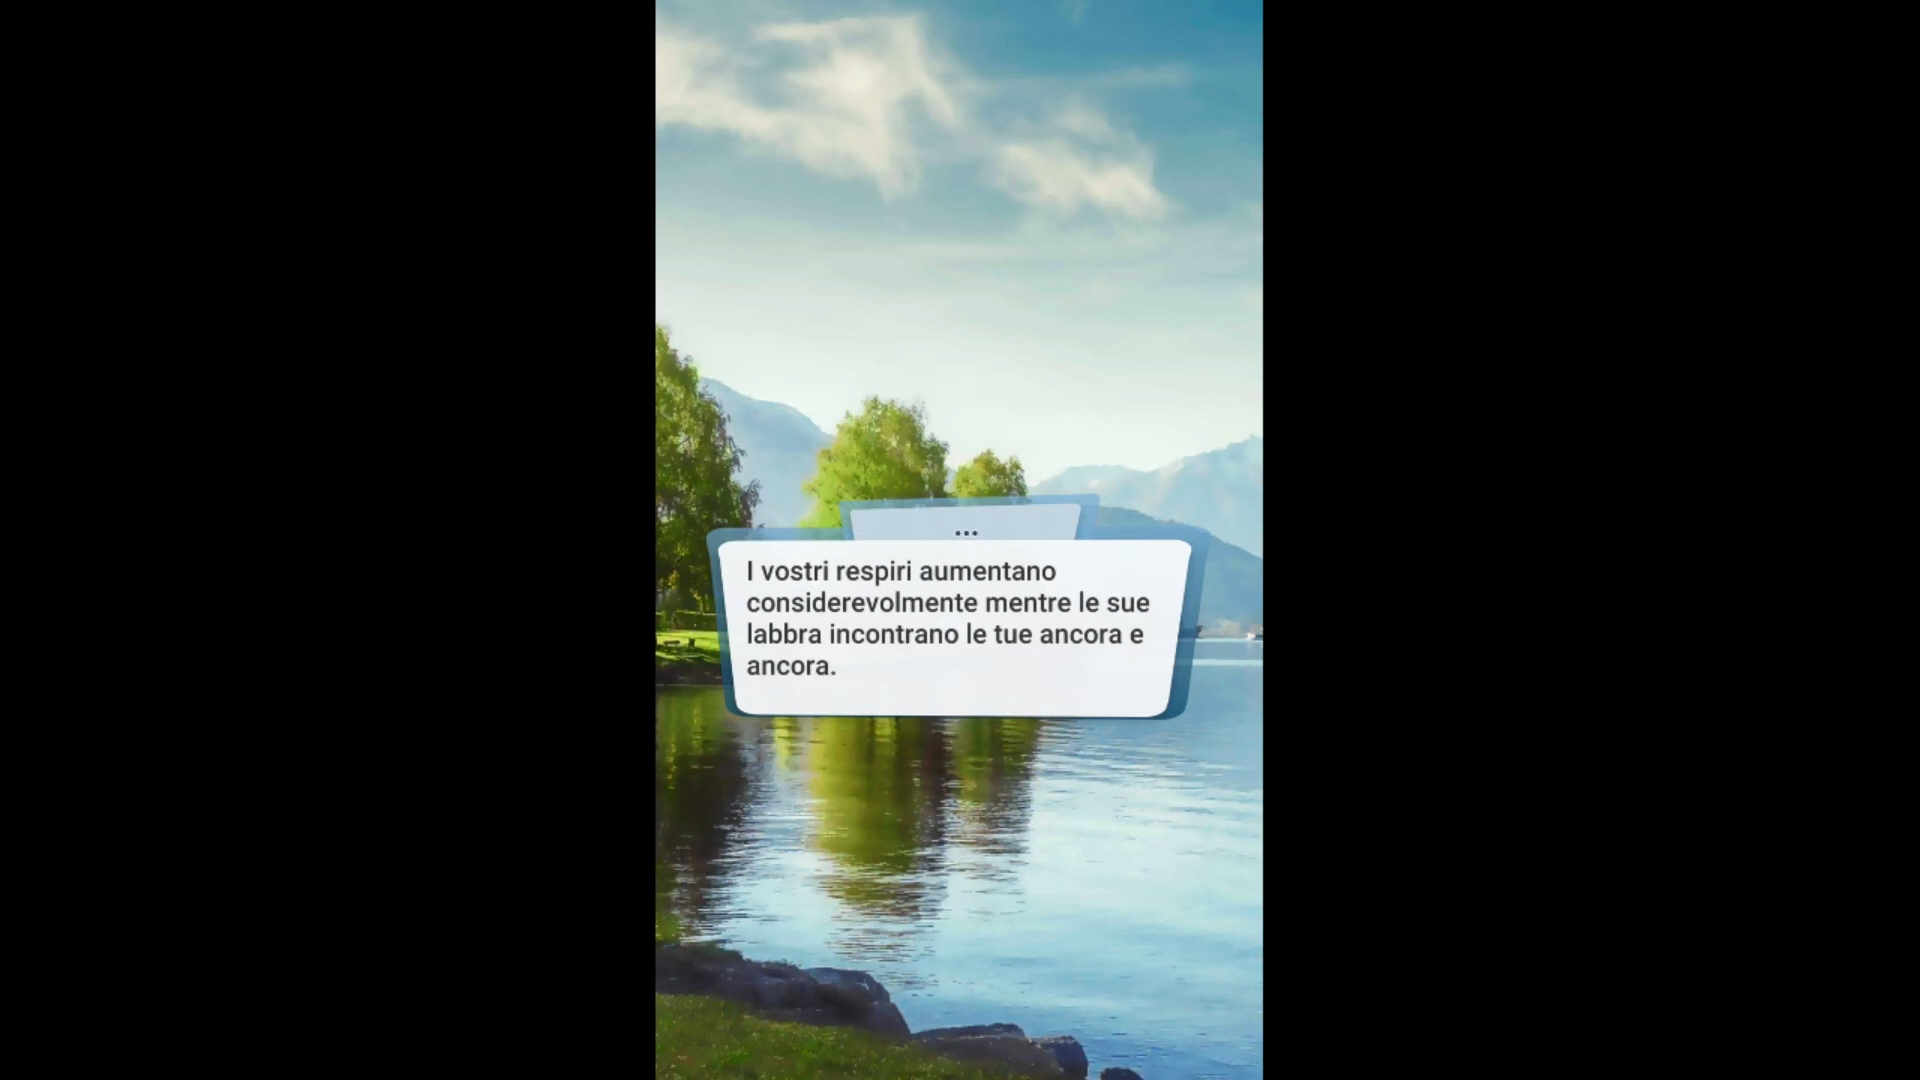 ...
I vostri respiri aumentano
considerevolmente mentre le sue
labbra incontrano le tue ancora e
ancora.